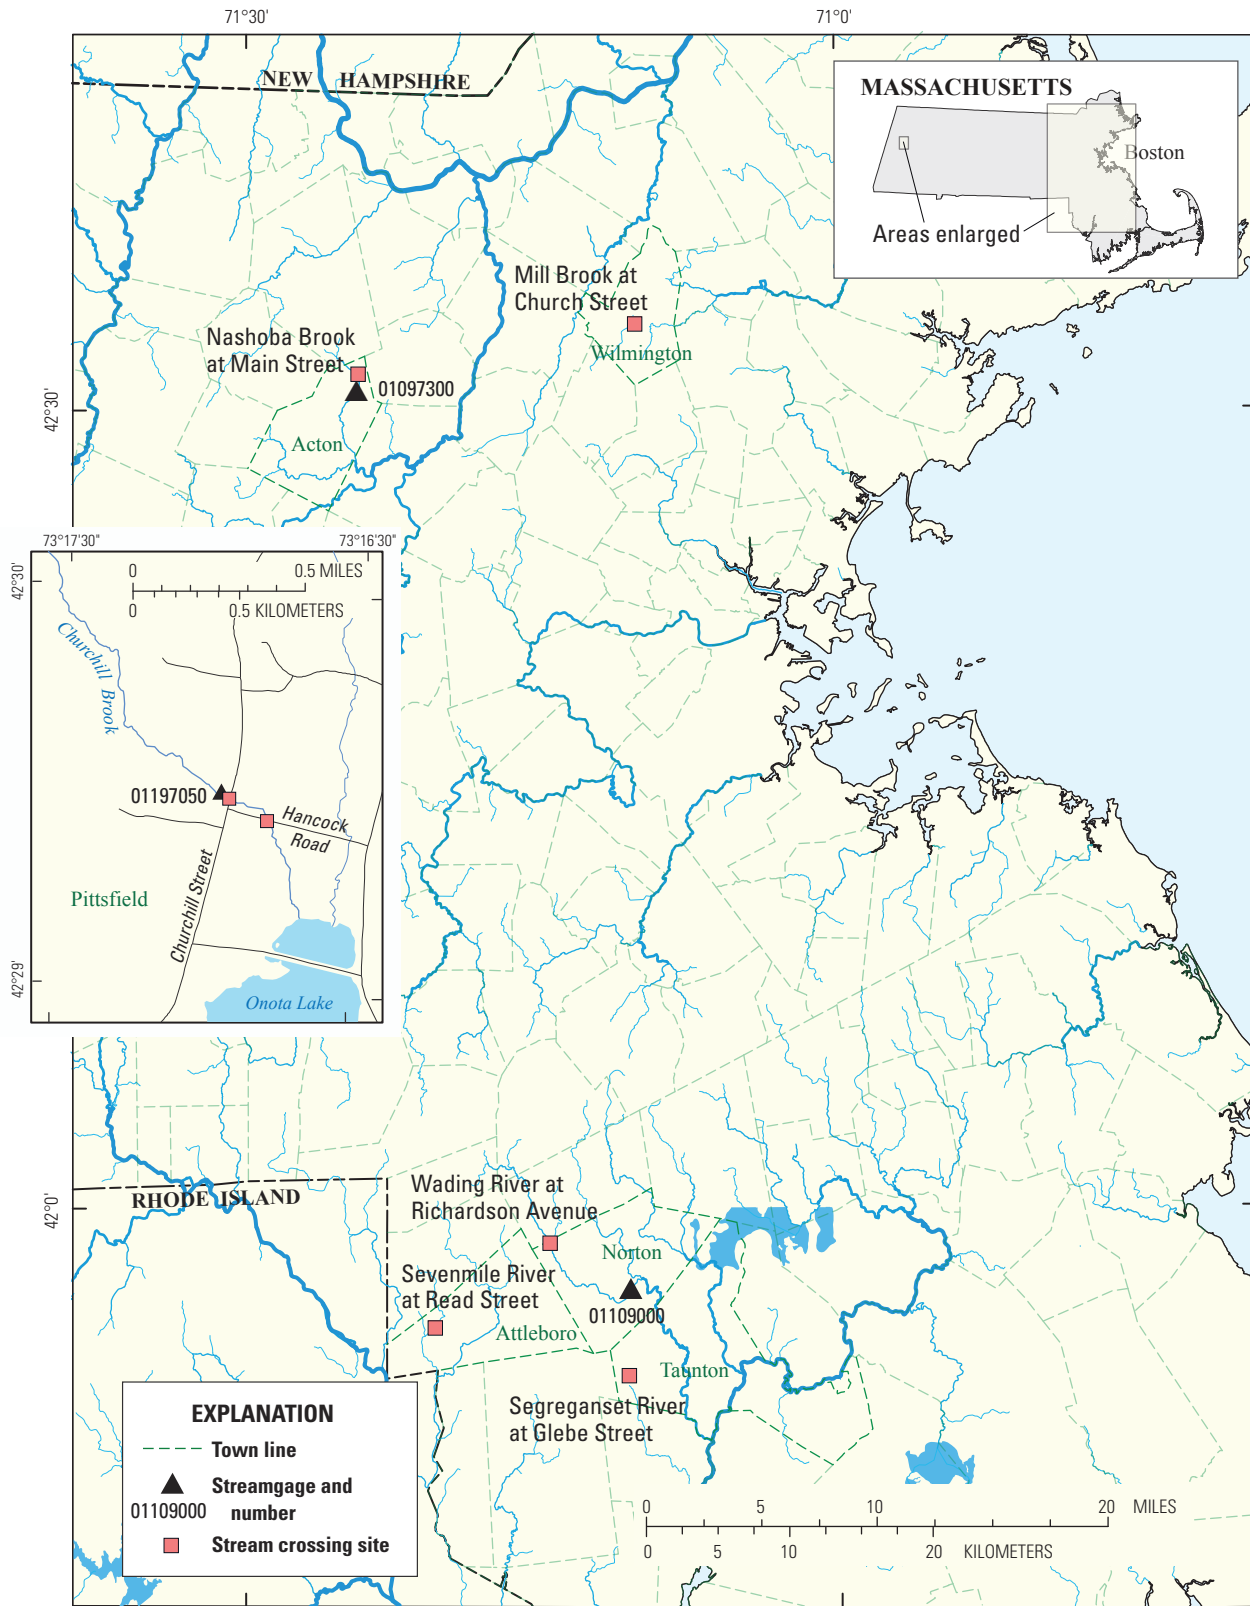 71°30'
71°0'
NEW HAMPSHIRE
MASSACHUSETTS
Boston
Areas enlarged
Mill Brook at
Church Street
Wilmington
Nashoba Brook
at Main Street
01097300
42°30'
Acton
73°17'30"
73°16'30"
42°30'
0 0.5 MILES
0 0.5 KILOMETERS
Churchill Brook
01197050
Hancock
Road
Churchill Street
Pittsfield
42°29'
Onota Lake
42°0'
RHODE ISLAND
Wading River at
Richardson Avenue
Norton
Sevenmile River
at Read Street
01109000
Attleboro
Taunton
Segreganset River
at Glebe Street
EXPLANATION
Town line
Streamgage and
number
01109000
Stream crossing site
0 5 10 20 MILES
0 5 10 20 KILOMETERS